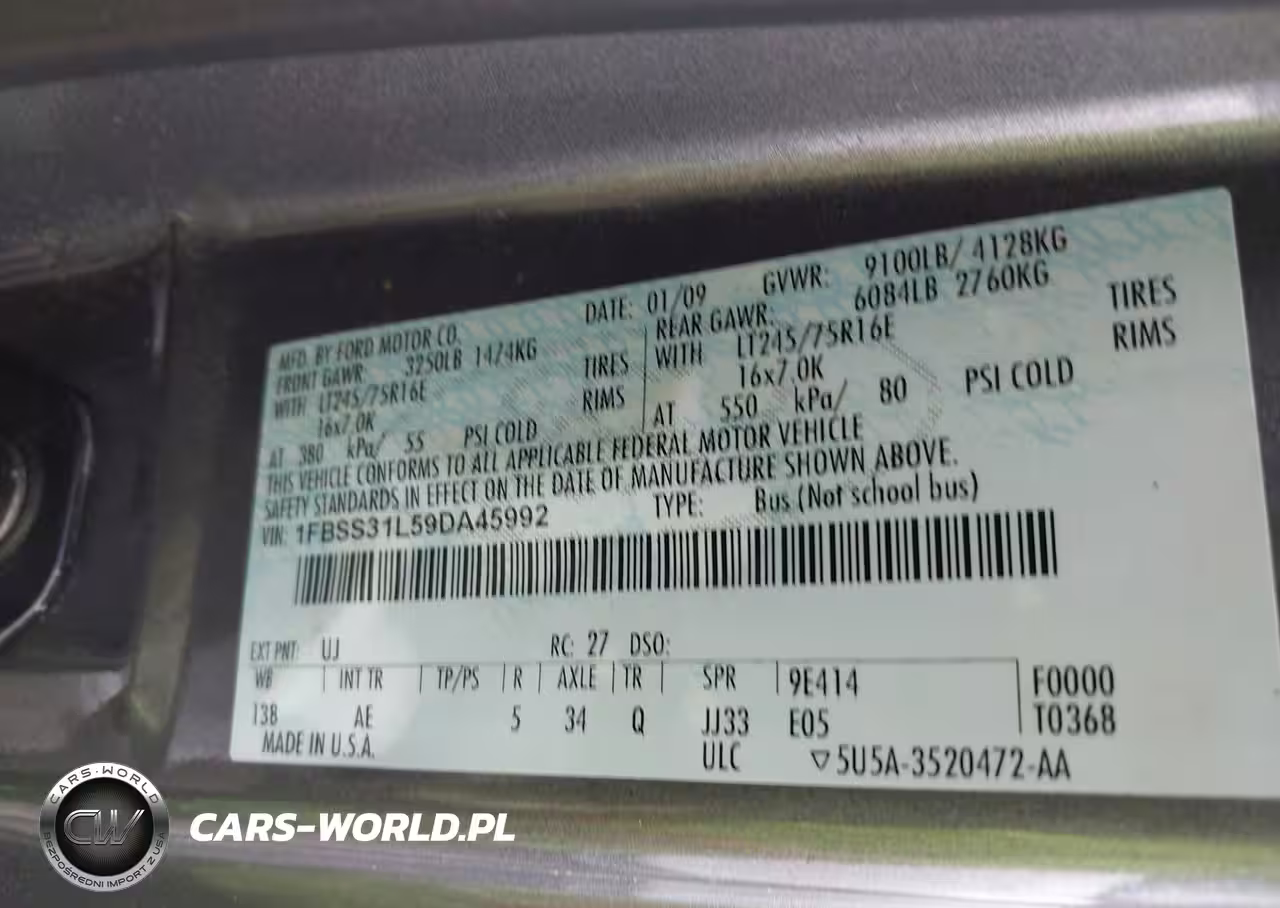 MFD. BY FORD MOTOR CO. DATE: 01/09 GVWR: 9100LB/ 4128KG
FRONT GAWR: 3250LB 1474KG REAR GAWR: 6084LB 2760KG
WITH LT245/75R16E TIRES WITH LT245/75R16E TIRES
16x7.0K RIMS 16x7.0K RIMS
AT 380 kPa/ 55 PSI COLD AT 550 kPa/ 80 PSI COLD
THIS VEHICLE CONFORMS TO ALL APPLICABLE FEDERAL MOTOR VEHICLE
SAFETY STANDARDS IN EFFECT ON THE DATE OF MANUFACTURE SHOWN ABOVE.
VIN: 1FBSS31L59DA45992 TYPE: Bus (Not school bus)
EXT PNT: UJ RC: 27 DSO:
WB INT TR TP/PS R AXLE TR SPR 9E414 F0000
138 AE 5 34 Q JJ33 E05 T0368
MADE IN U.S.A. ULC ▽5U5A-3520472-AA
CARS-WORLD
CW
BEZPOŚREDNI IMPORT Z USA
CARS-WORLD.PL